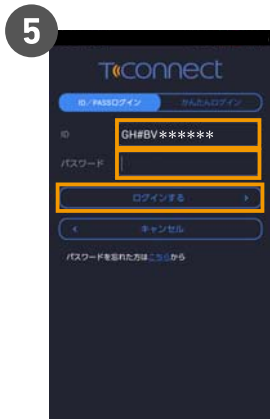 5
T-CONNECT
ID/PASSログイン かんたんログイン
ID GH#BV******
パスワード
ログインする >
< キャンセル
パスワードを忘れた方はこちらから